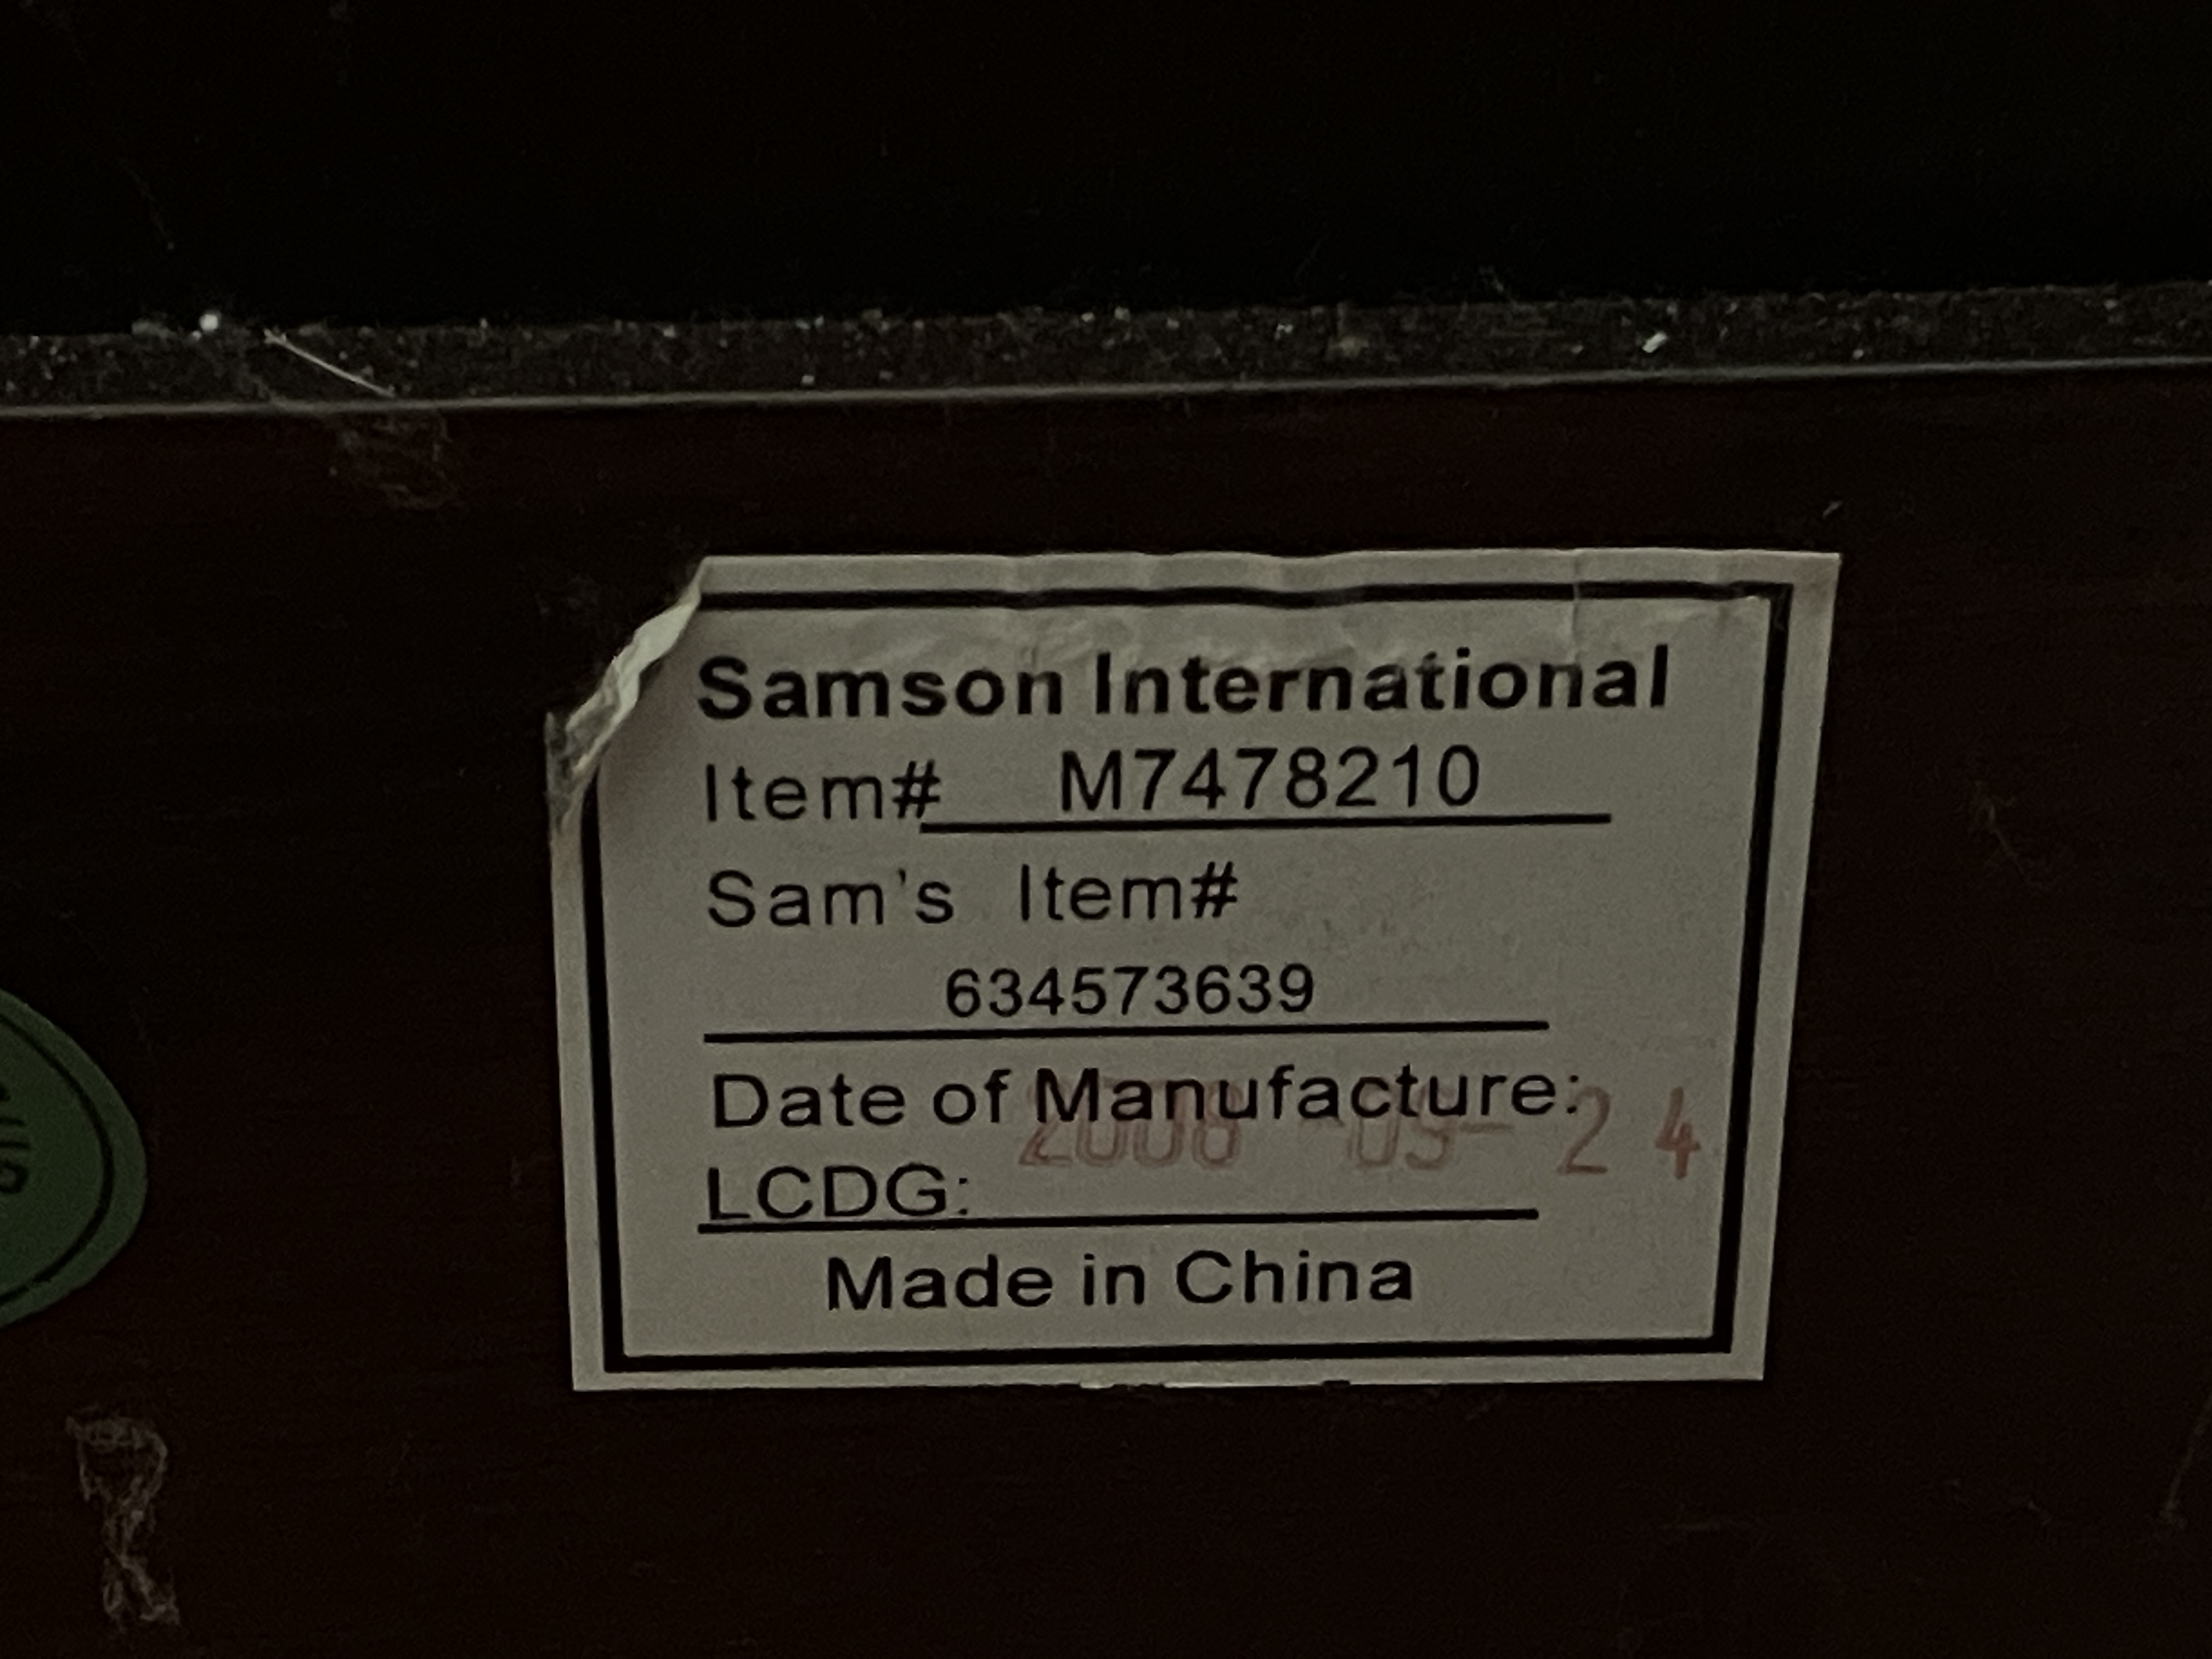 Samson International
Item# M7478210
Sam's Item#
634573639
Date of Manufacture:
2008 09-24
LCDG:
Made in China